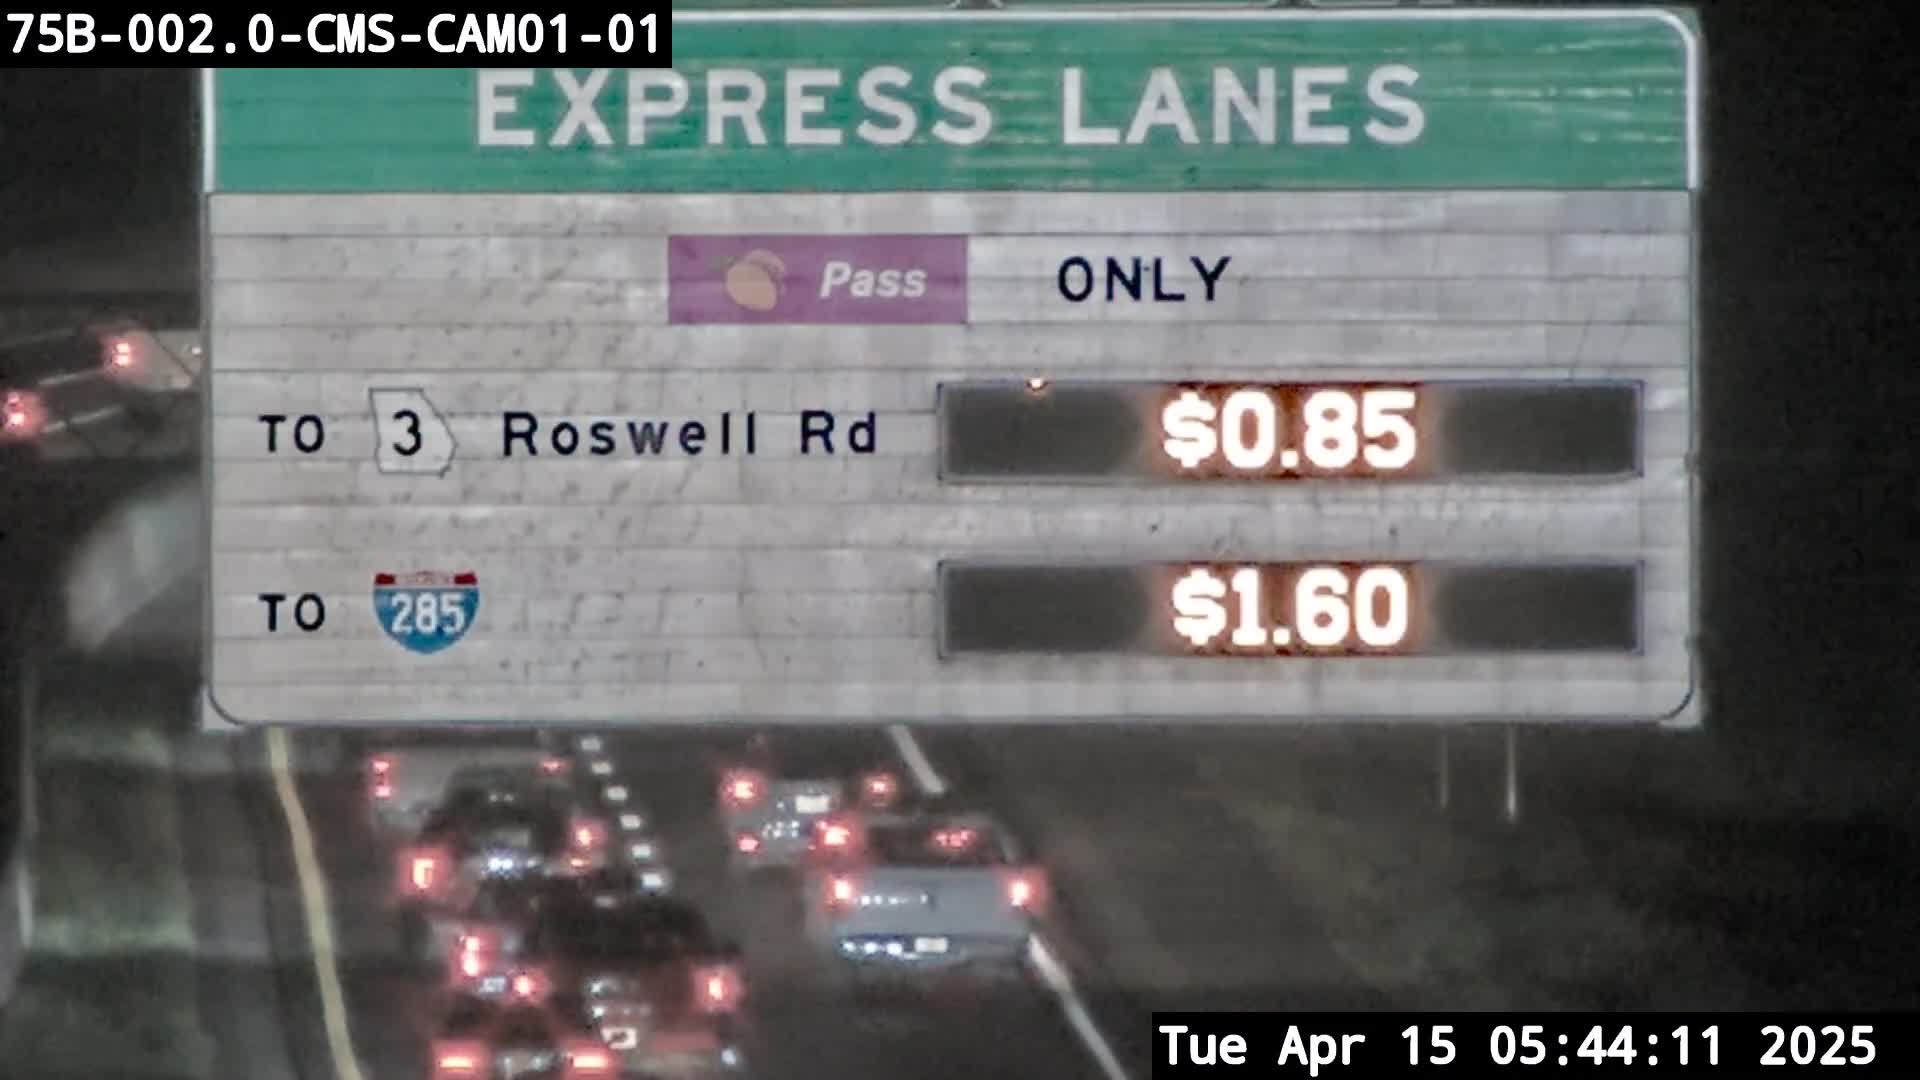 75B-002.0-CMS-CAM01-01
EXPRESS LANES
Pass ONLY
TO 3 Roswell Rd $0.85
TO 285 $1.60
Tue Apr 15 05:44:11 2025